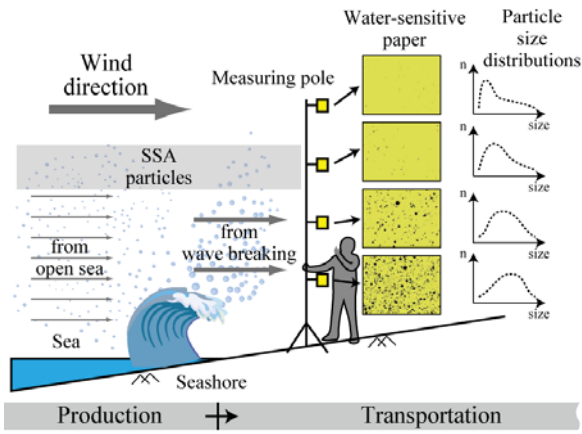 Wind
direction
Measuring pole
Water-sensitive
paper
Particle
size
distributions
SSA
particles
from
open sea
from
wave breaking
Sea
Seashore
n
size
n
size
n
size
n
size
Production
Transportation